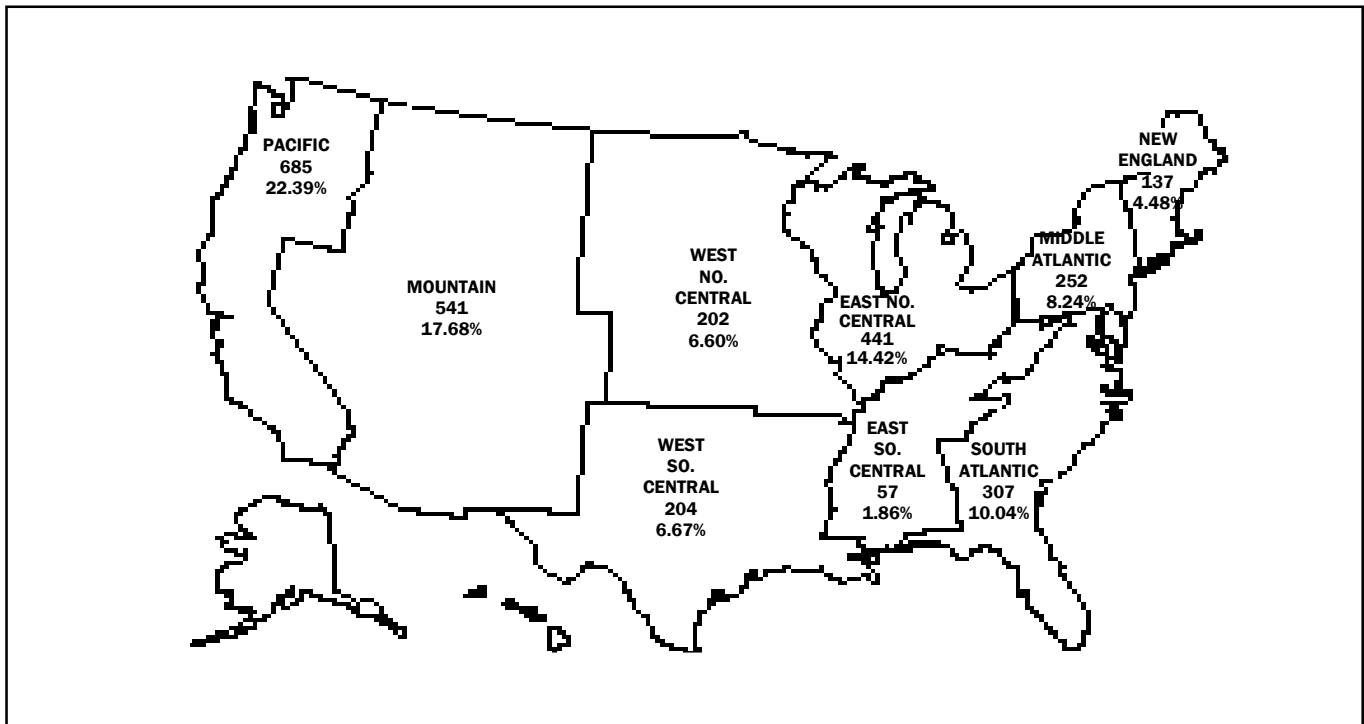 PACIFIC
685
22.39%
MOUNTAIN
541
17.68%
WEST
NO.
CENTRAL
202
6.60%
WEST
SO.
CENTRAL
204
6.67%
EAST NO.
CENTRAL
441
14.42%
EAST
SO.
CENTRAL
57
1.86%
SOUTH
ATLANTIC
307
10.04%
MIDDLE
ATLANTIC
252
8.24%
NEW
ENGLAND
137
4.48%